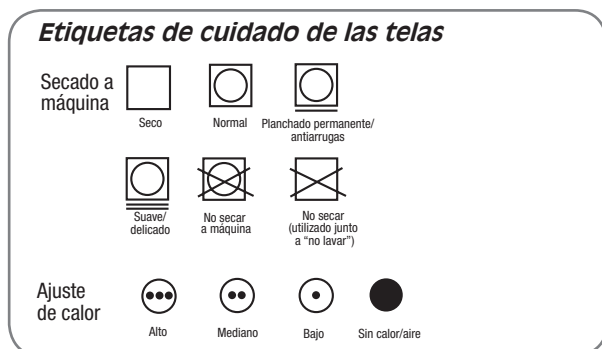 Etiquetas de cuidado de las telas
Secado a
máquina
Seco
Normal
Planchado permanente/
antiarrugas
Suave/
delicado
No secar
a máquina
No secar
(utilizado junto
a “no lavar”)
Ajuste
de calor
Alto
Mediano
Bajo
Sin calor/aire